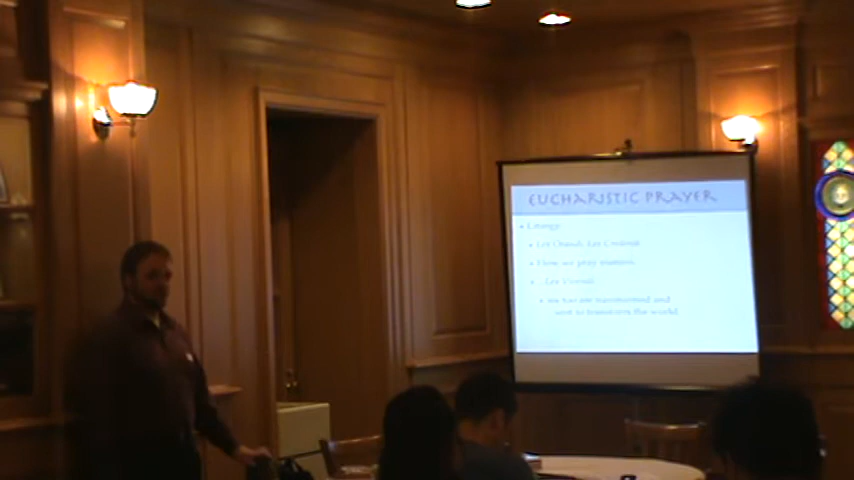 EUCHARISTIC PRAYER
Liturgy:
Lex Orandi, Lex Credendi
How we pray matters
Lex Vivendi
we too are transformed and
sent to transform the world.